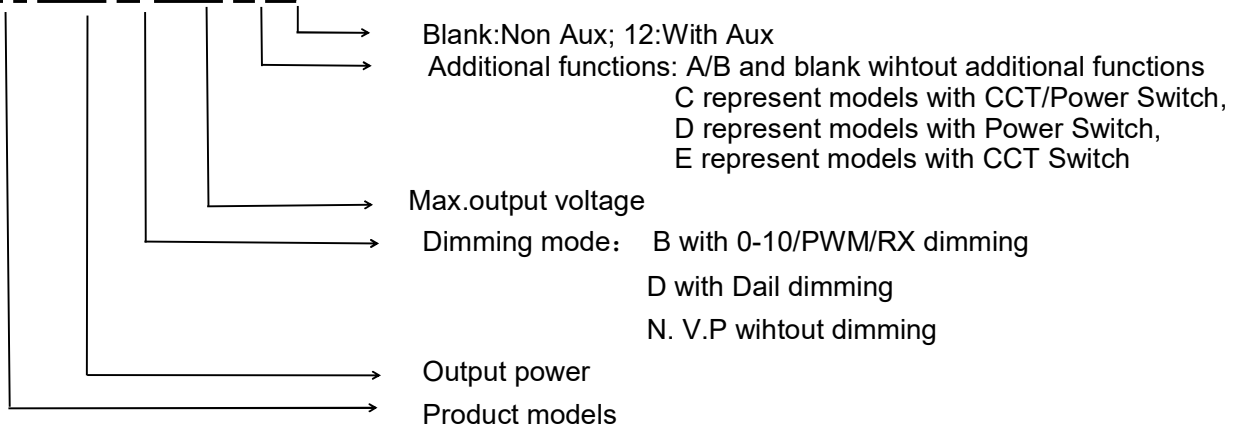 Blank:Non Aux; 12:With Aux
Additional functions: A/B and blank wihtout additional functions
C represent models with CCT/Power Switch,
D represent models with Power Switch,
E represent models with CCT Switch
Max.output voltage
Dimming mode： B with 0-10/PWM/RX dimming
D with Dail dimming
N. V.P wihtout dimming
Output power
Product models